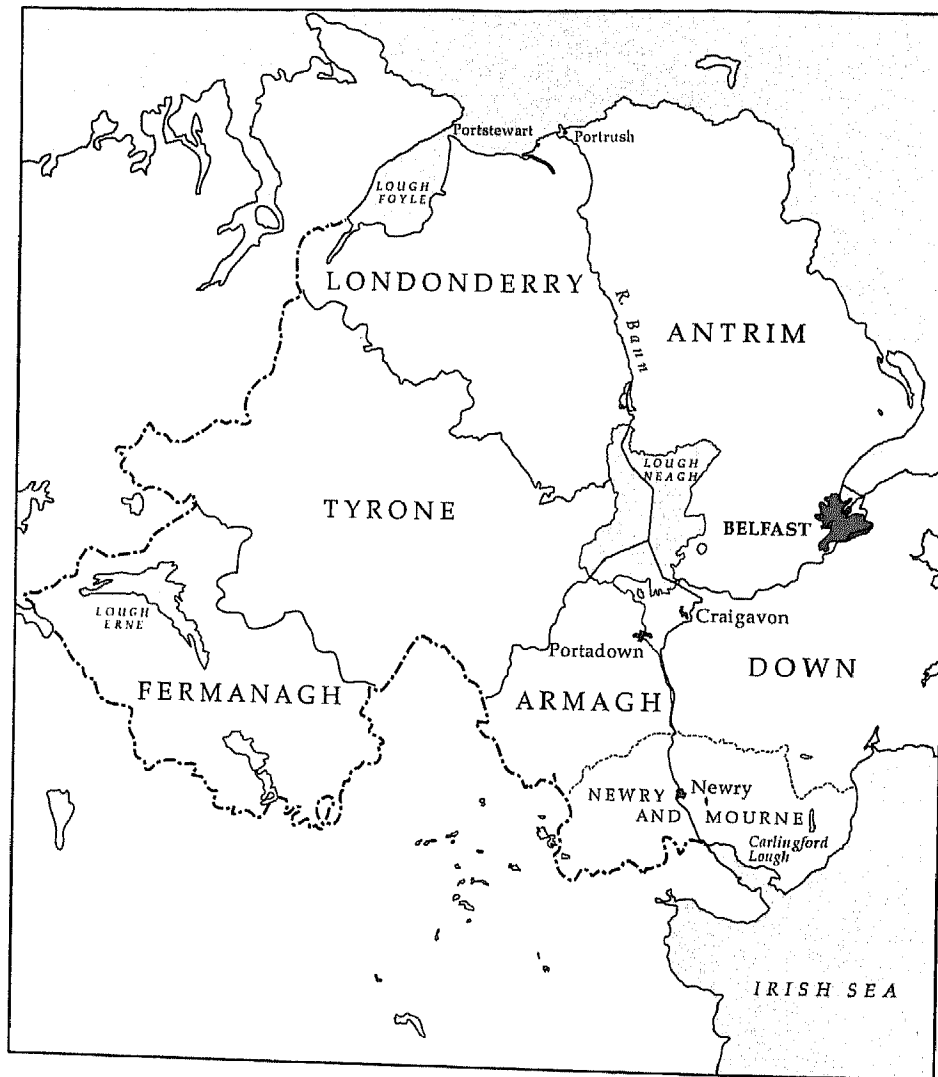 Portstewart
Portrush
LOUGH
FOYLE
LONDONDERRY
R. Bann
ANTRIM
LOUGH
NEAGH
TYRONE
BELFAST
LOUGH
ERNE
Craigavon
Portadown
DOWN
FERMANAGH
ARMAGH
NEWRY
AND MOURNE
Newry
Carlingford
Lough
IRISH SEA